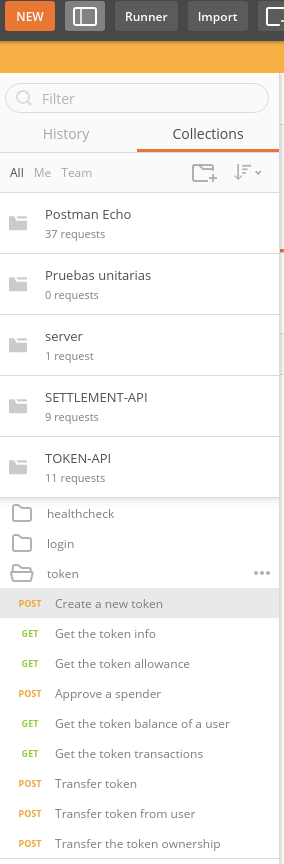 NEW Runner Import
Filter
History Collections
All Me Team
Postman Echo
37 requests
Pruebas unitarias
0 requests
server
1 request
SETTLEMENT-API
9 requests
TOKEN-API
11 requests
healthcheck
login
token
POST Create a new token
GET Get the token info
GET Get the token allowance
POST Approve a spender
GET Get the token balance of a user
GET Get the token transactions
POST Transfer token
POST Transfer token from user
POST Transfer the token ownership